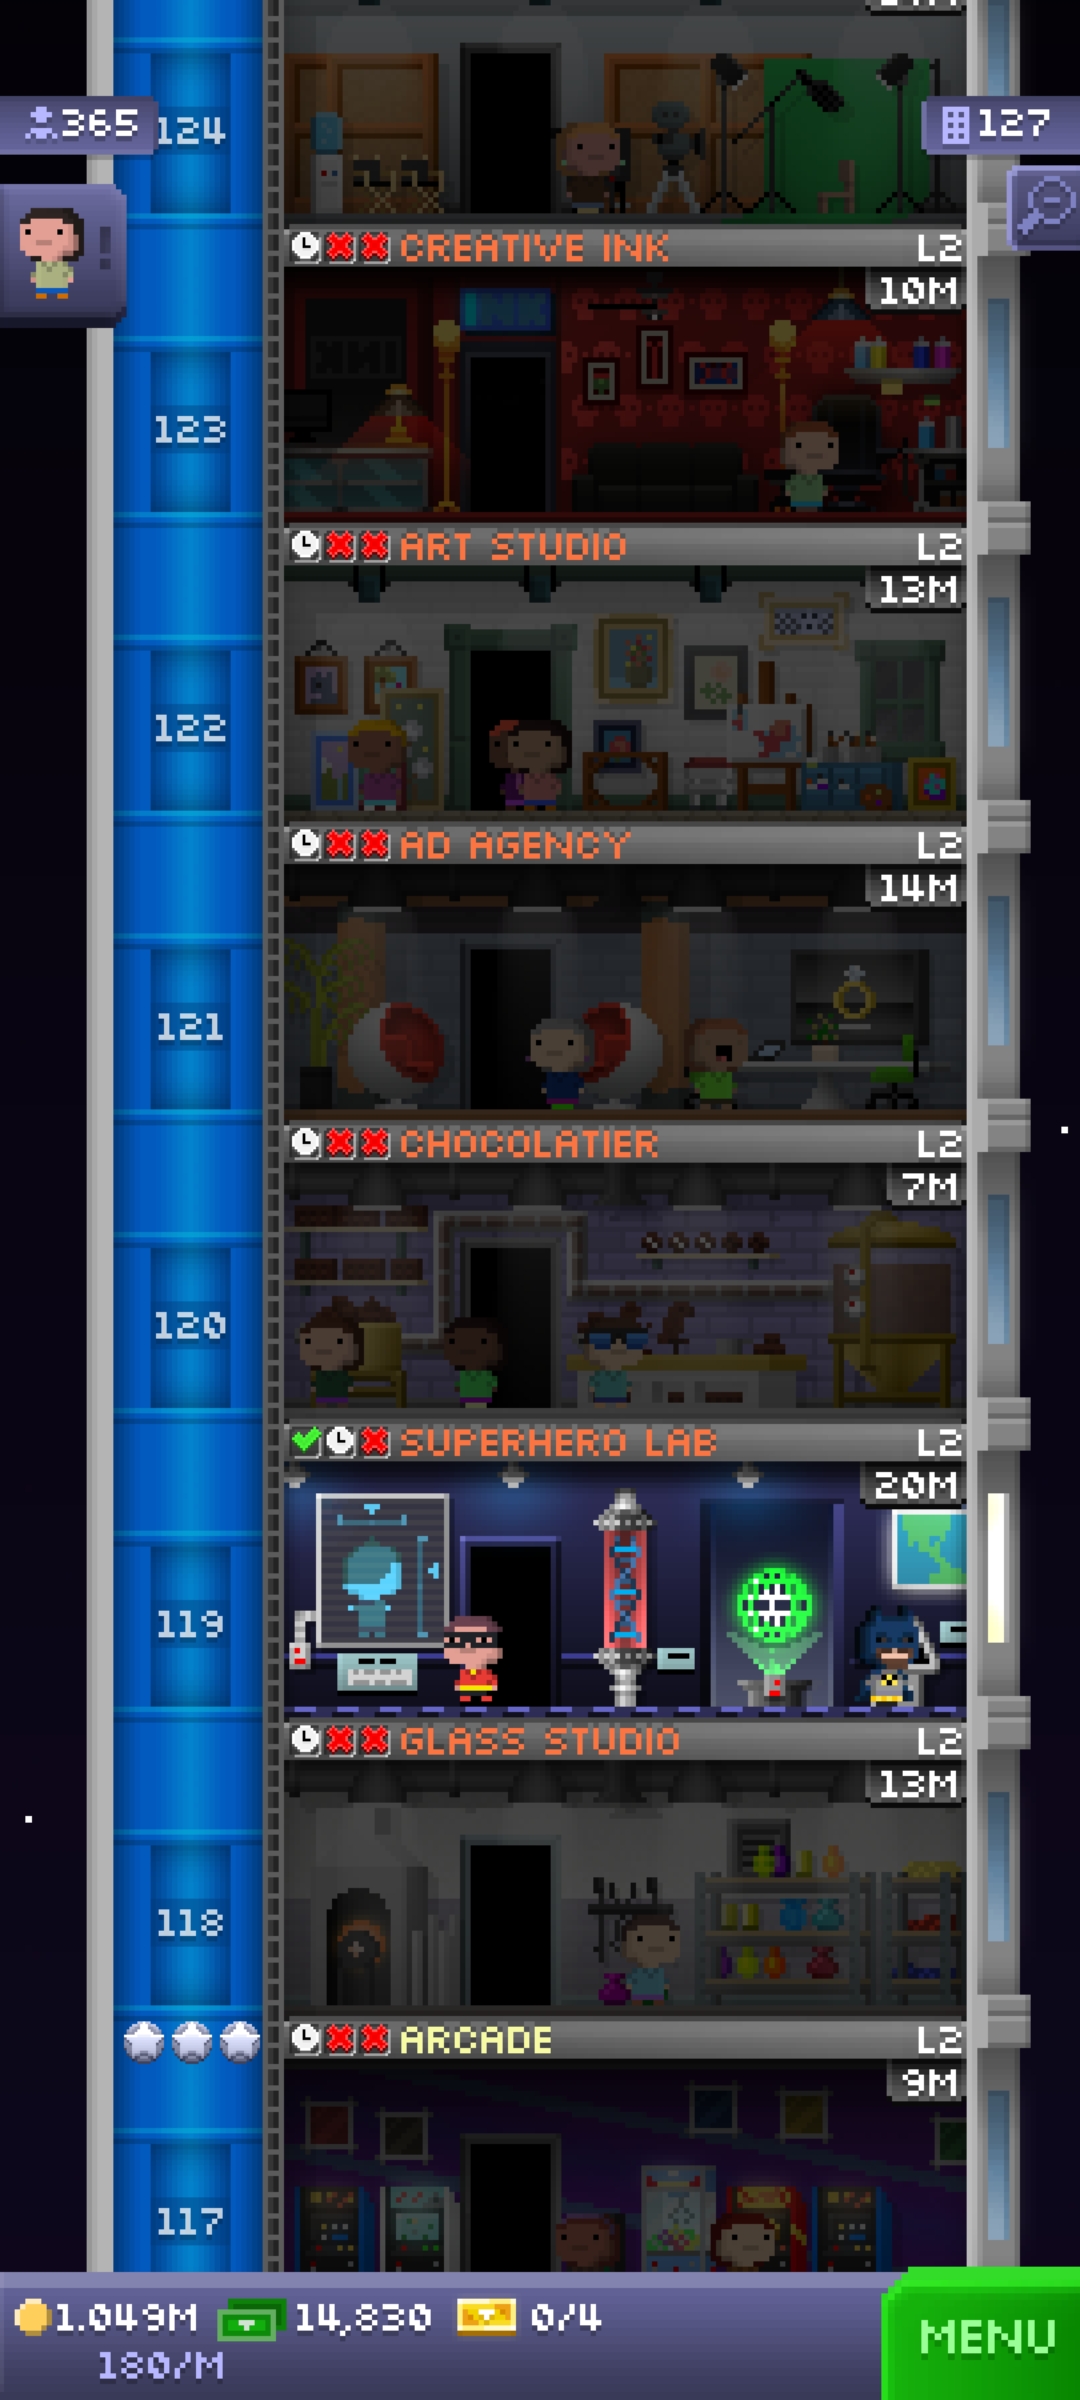 365
124
127
CREATIVE INK L2
10M
INK
123
ART STUDIO L2
13M
122
AD AGENCY L2
14M
121
CHOCOLATIER L2
7M
120
SUPERHERO LAB L2
20M
119
GLASS STUDIO L2
13M
118
ARCADE L2
9M
117
1.049M 14,830 0/4
180/M
MENU